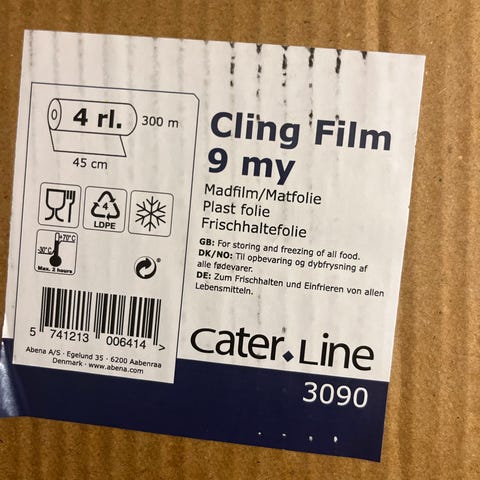 4 rl.
300 m
45 cm
4
LDPE
-30°C
+70°C
Max. 2 hours
5 741213 006414 >
Abena A/S · Egelund 35 · 6200 Aabenraa
Denmark · www.abena.com
Cling Film
9 my
Madfilm/Matfolie
Plast folie
Frischhaltefolie
GB: For storing and freezing of all food.
DK/NO: Til opbevaring og dybfrysning af
alle fødevarer.
DE: Zum Frischhalten und Einfrieren von allen
Lebensmitteln.
Cater Line
3090